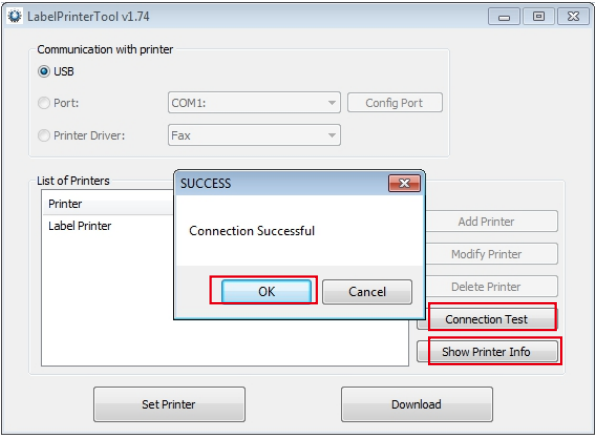 LabelPrinterTool v1.74
Communication with printer
USB
Port:
COM1:
Config Port
Printer Driver:
Fax
List of Printers
Printer
Label Printer
SUCCESS
Connection Successful
OK
Cancel
Add Printer
Modify Printer
Delete Printer
Connection Test
Show Printer Info
Set Printer
Download